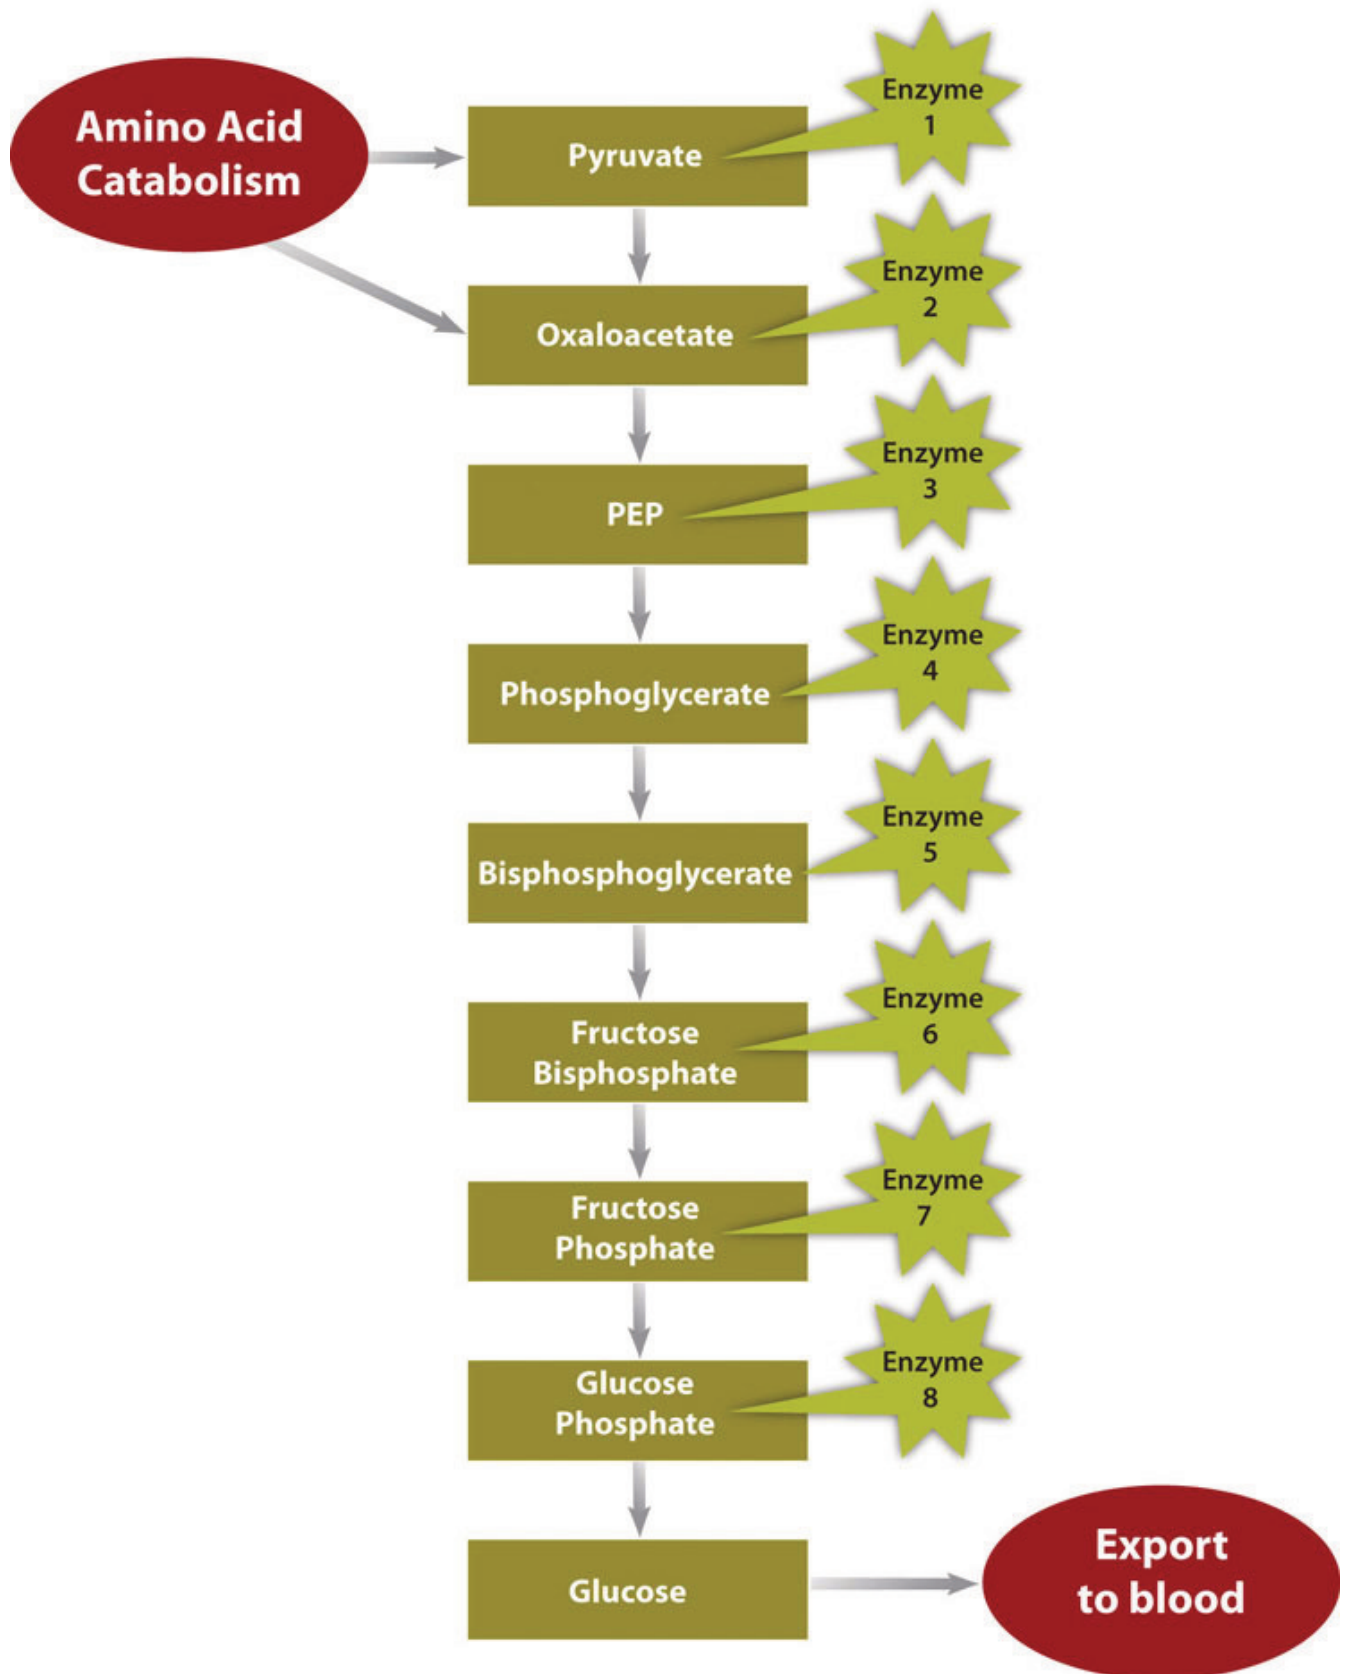 Amino Acid
Catabolism
Pyruvate
Enzyme
1
Oxaloacetate
Enzyme
2
PEP
Enzyme
3
Phosphoglycerate
Enzyme
4
Bisphosphoglycerate
Enzyme
5
Fructose
Bisphosphate
Enzyme
6
Fructose
Phosphate
Enzyme
7
Glucose
Phosphate
Enzyme
8
Glucose
Export
to blood